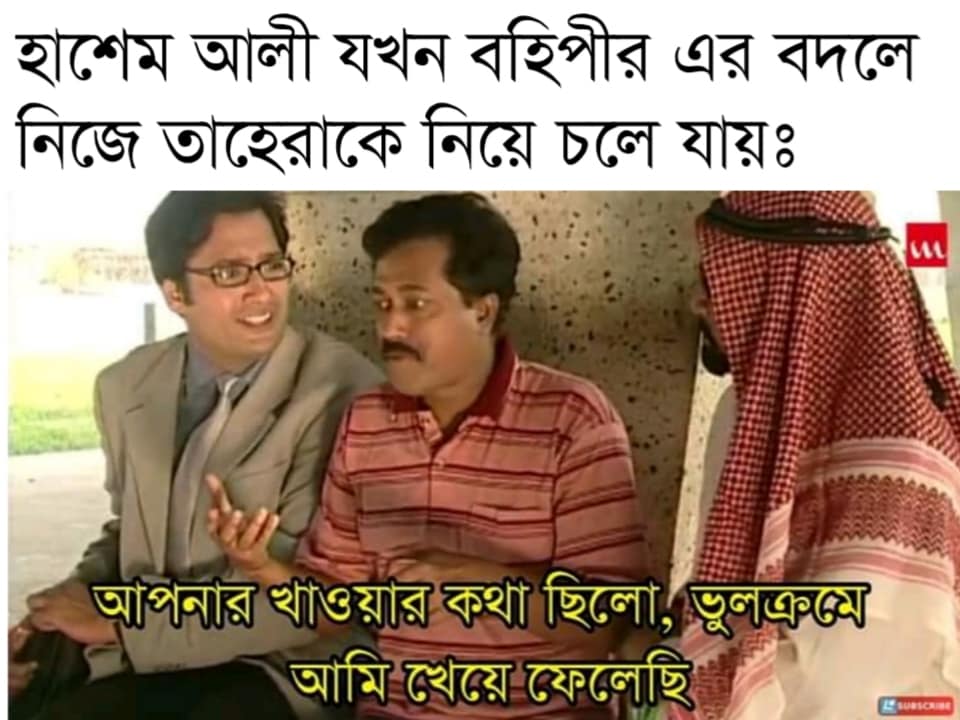 হাশেম আলী যখন বহিপীর এর বদলে
নিজে তাহেরাকে নিয়ে চলে যায়ঃ
আপনার খাওয়ার কথা ছিলো, ভুলক্রমে
আমি খেয়ে ফেলেছি
SUBSCRIBE